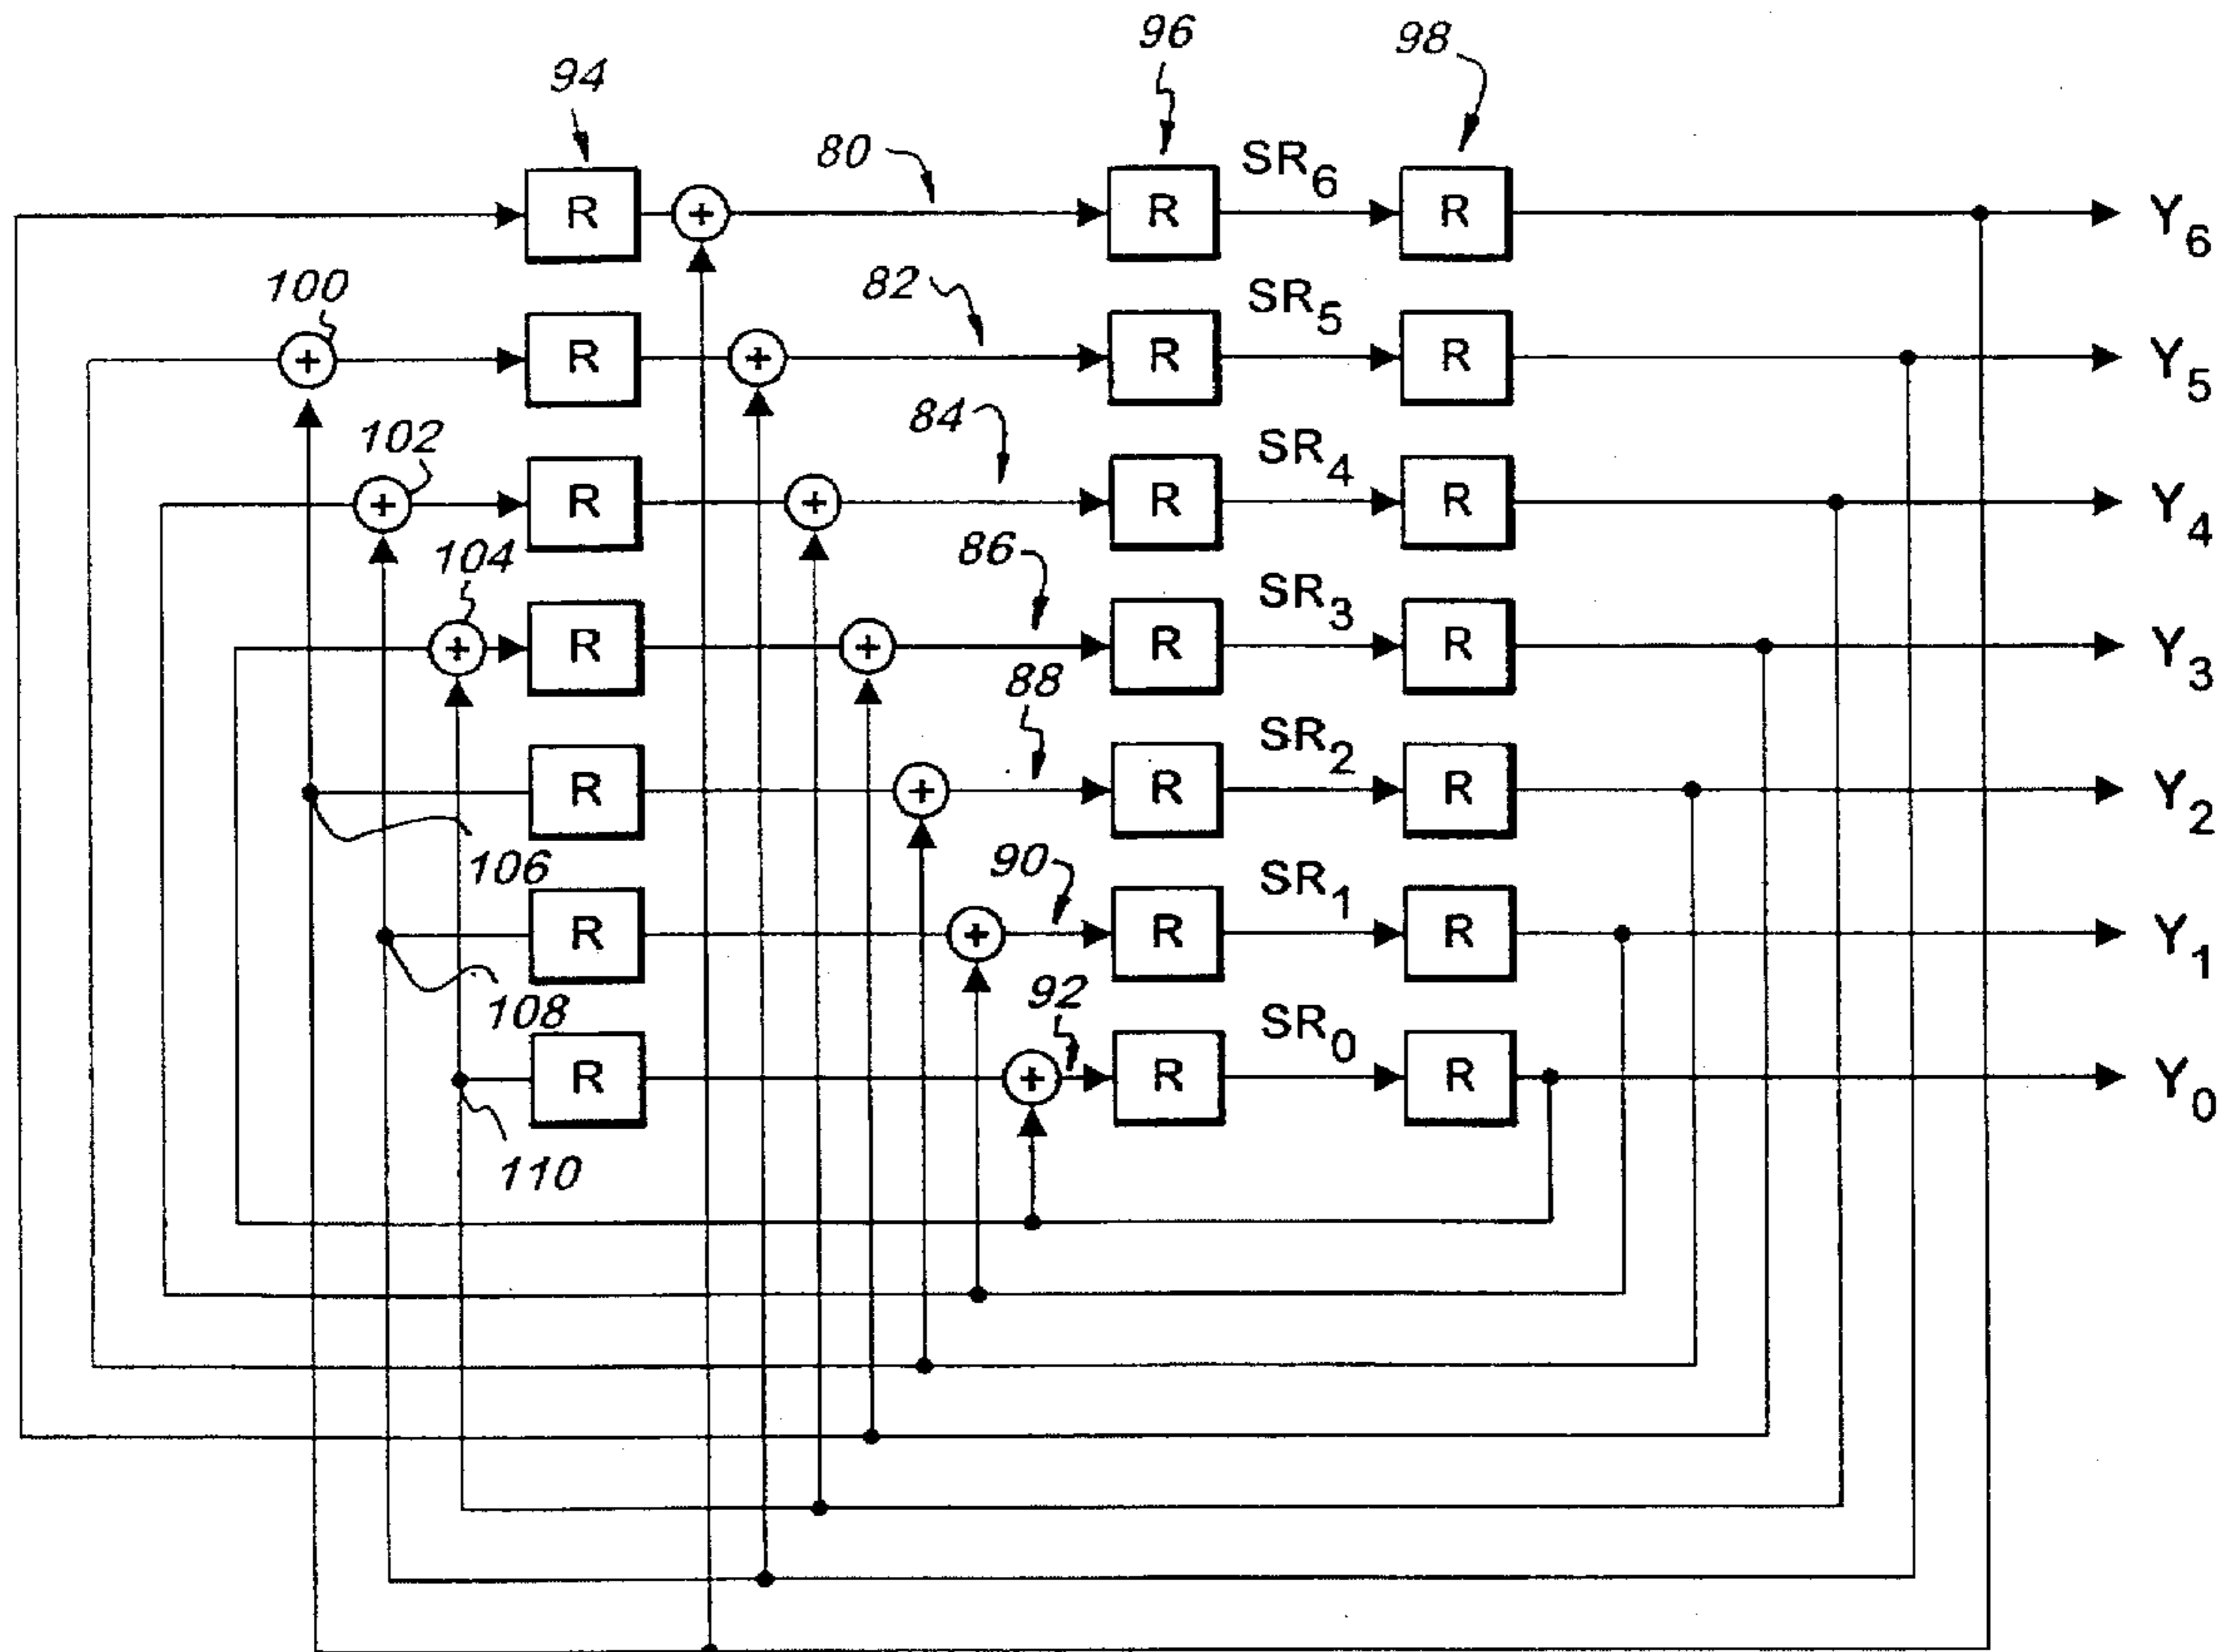 94 96 98
80 SR6
R + R R Y6
100 82 SR5
+ R + R R Y5
102 84 SR4
+ R + R R Y4
104 86 SR3
+ R + R R Y3
88 SR2
R + R R Y2
106 90 SR1
R + R R Y1
108 92 SR0
R + R R Y0
110